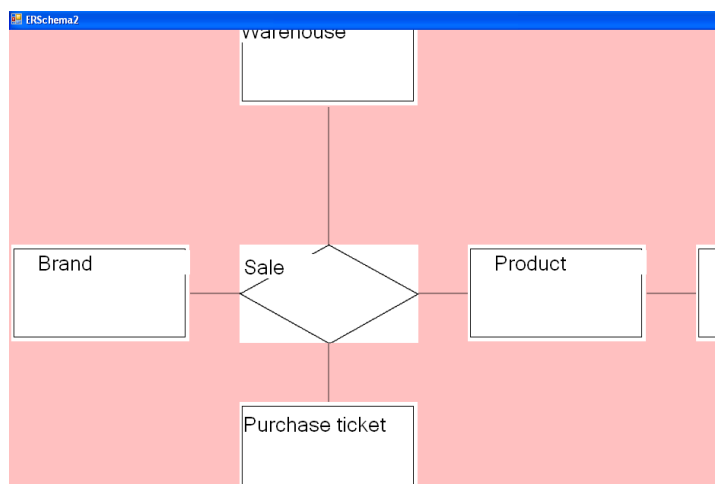 ERSchema2
Warehouse
Brand
Sale
Product
Purchase ticket